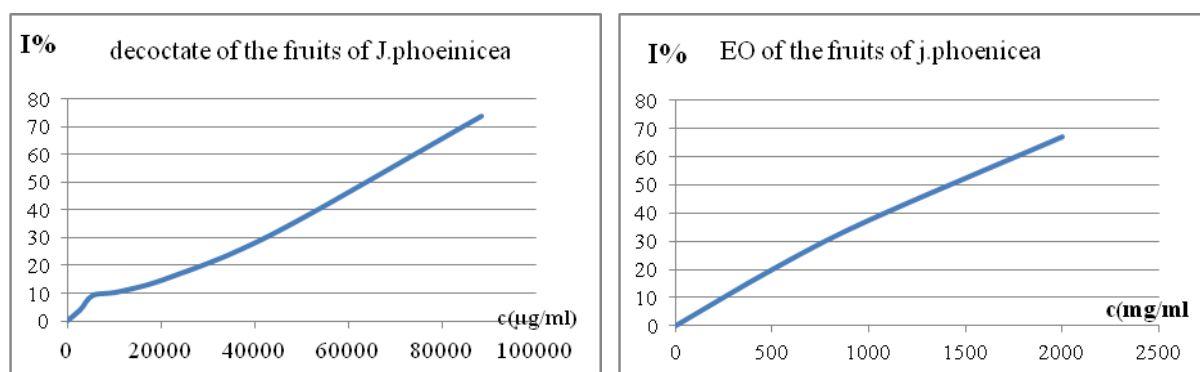 I%
decoctate of the fruits of J.phoeinicea
80
70
60
50
40
30
20
10
0
c(µg/ml)
0 20000 40000 60000 80000 100000
I%
EO of the fruits of j.phoenicea
80
70
60
50
40
30
20
10
0
c(mg/ml
0 500 1000 1500 2000 2500